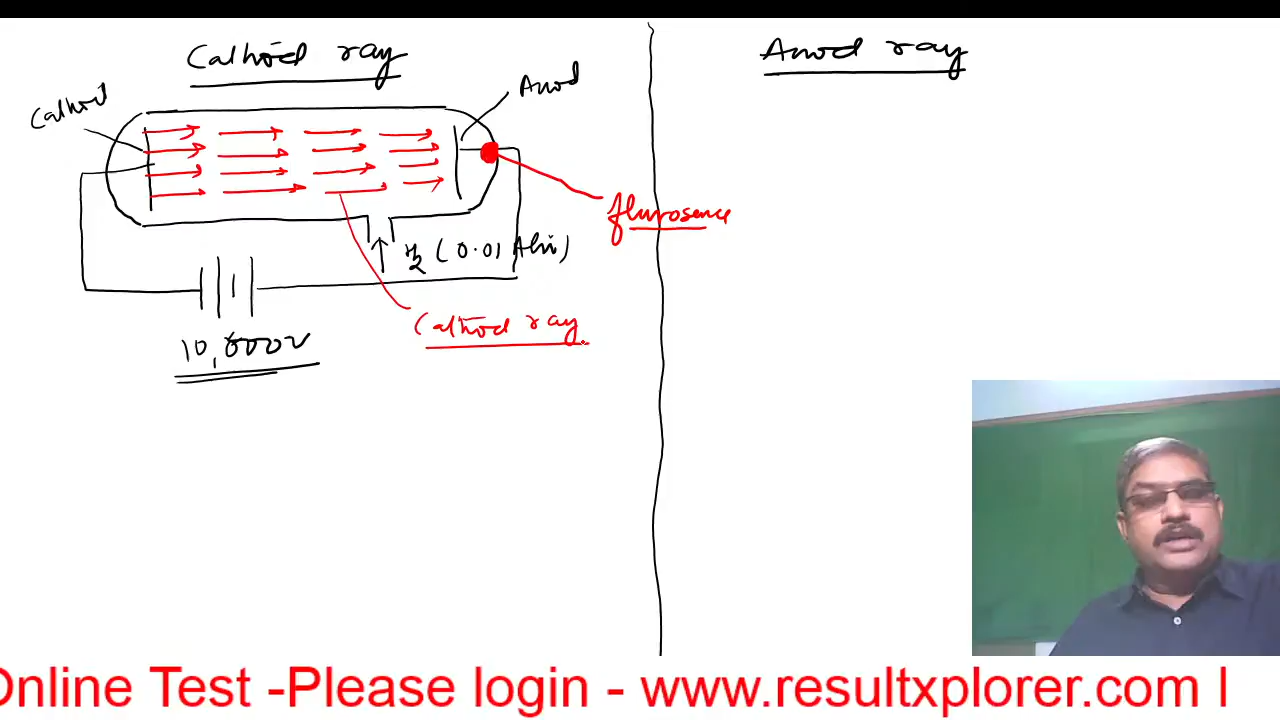 Cathod ray
Anod ray
Cathod
Anod
flurosence
H2 (0.01 Atm)
Cathod ray
10,000v
Online Test -Please login - www.resultxplorer.com l